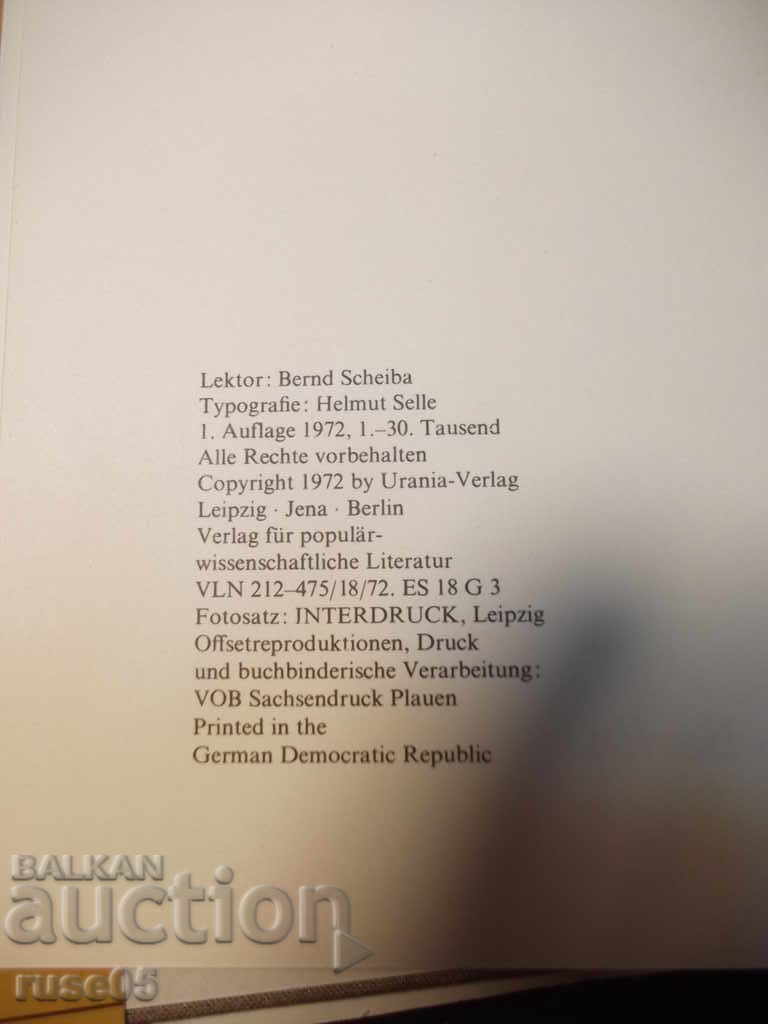 Lektor: Bernd Scheiba
Typografie: Helmut Selle
1. Auflage 1972, 1.–30. Tausend
Alle Rechte vorbehalten
Copyright 1972 by Urania-Verlag
Leipzig · Jena · Berlin
Verlag für populär-
wissenschaftliche Literatur
VLN 212–475/18/72. ES 18 G 3
Fotosatz: INTERDRUCK, Leipzig
Offsetreproduktionen, Druck
und buchbinderische Verarbeitung:
VOB Sachsendruck Plauen
Printed in the
German Democratic Republic
BALKAN
auction
ruse05